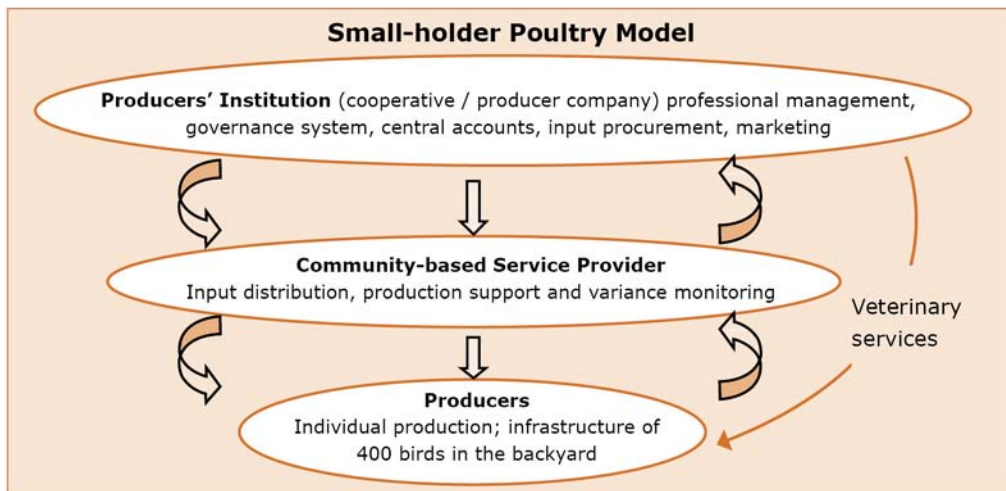 Small-holder Poultry Model
Producers’ Institution (cooperative / producer company) professional management,
governance system, central accounts, input procurement, marketing
Community-based Service Provider
Input distribution, production support and variance monitoring
Veterinary
services
Producers
Individual production; infrastructure of
400 birds in the backyard